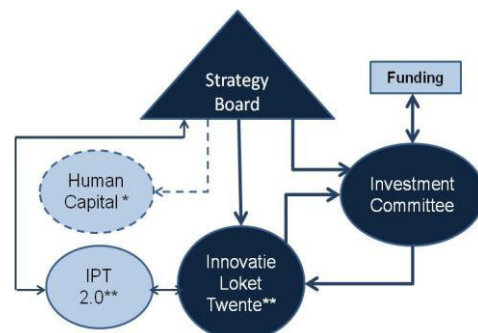 Strategy
Board
Funding
Human
Capital *
Investment
Committee
IPT
2.0**
Innovatie
Loket
Twente**